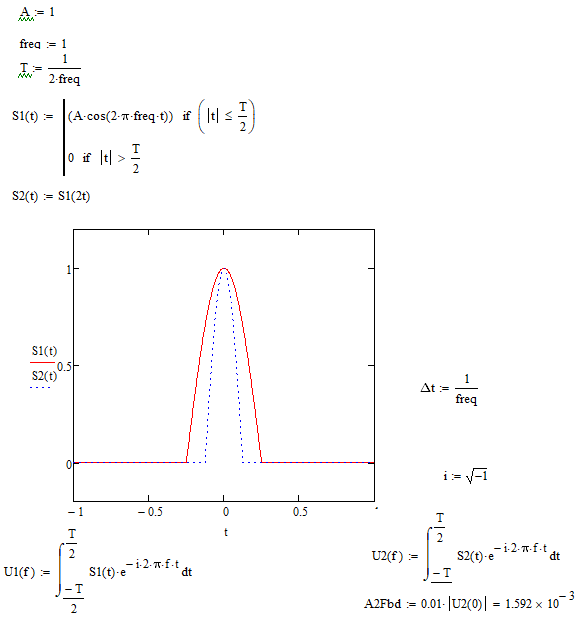 A := 1
freq := 1
T := 1/(2·freq)
S1(t) := | (A·cos(2·π·freq·t)) if (|t| ≤ T/2)
0 if |t| > T/2
S2(t) := S1(2t)
1
S1(t)
0.5
S2(t)
0
−1 −0.5 0 0.5
t
Δt := 1/freq
i := √−1
U1(f) := ∫_{−T/2}^{T/2} S1(t)·e^{−i·2·π·f·t} dt
U2(f) := ∫_{−T}^{T/2} S2(t)·e^{−i·2·π·f·t} dt
A2Fbd := 0.01·|U2(0)| = 1.592 × 10^{−3}